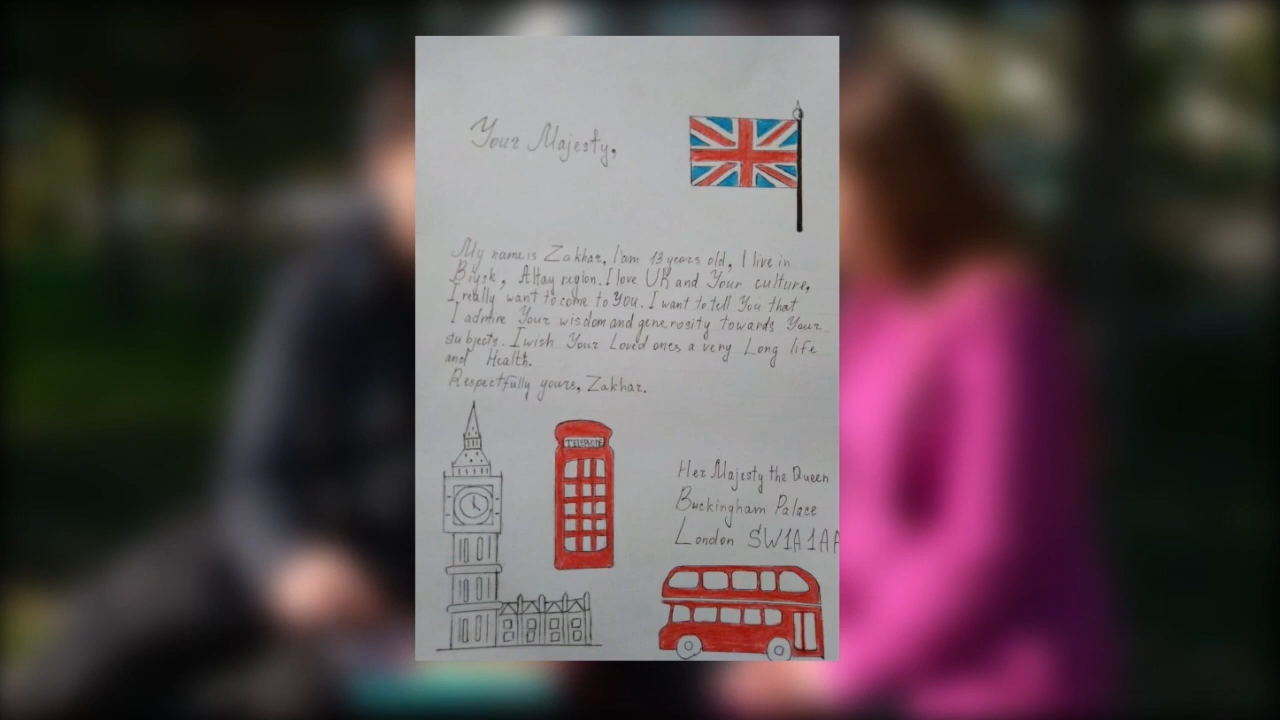 Your Majesty,
My name is Zakhar, I'am 13 years old, I live in
Biysk, Altay region. I love UK and Your culture,
I really want to come to You. I want to tell You that
I admire Your wisdom and generosity towards Your
subjects. I wish Your Loved ones a very Long life
and Health.
Respectfully yours, Zakhar.
TELEPHONE
Her Majesty the Queen
Buckingham Palace
London SW1A 1AA